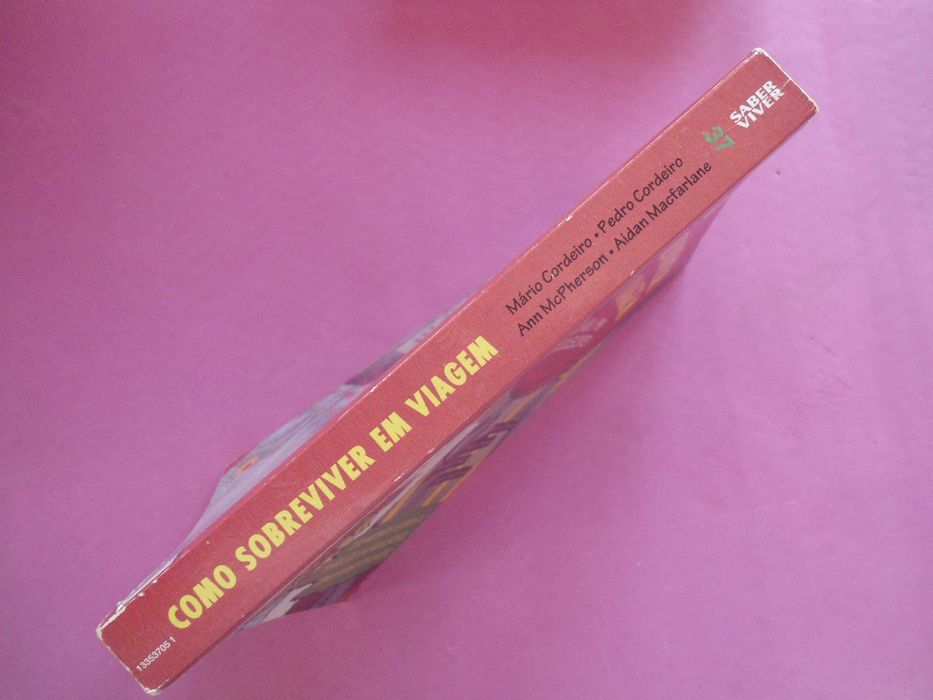 13353705 1
COMO SOBREVIVER EM VIAGEM
Mário Cordeiro • Pedro Cordeiro
Ann McPherson • Aidan Macfarlane
37
SABER
VIVER